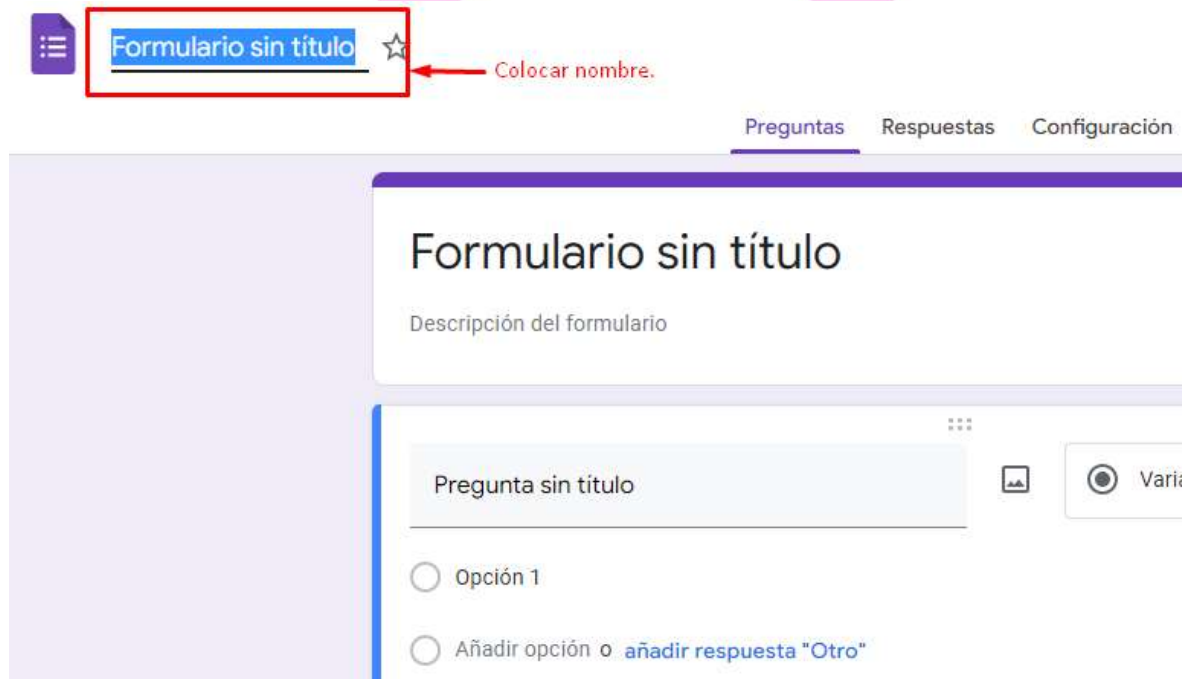 Formulario sin título
Colocar nombre.
Preguntas Respuestas Configuración
Formulario sin título
Descripción del formulario
Pregunta sin título
Opción 1
Añadir opción o añadir respuesta "Otro"